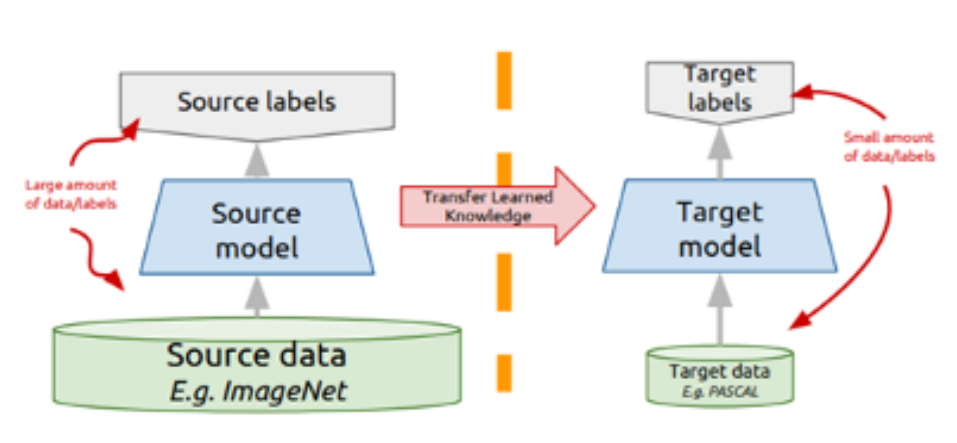 Source labels
Large amount
of data/labels
Source
model
Source data
E.g. ImageNet
Transfer Learned
Knowledge
Target
labels
Small amount
of data/labels
Target
model
Target data
E.g. PASCAL